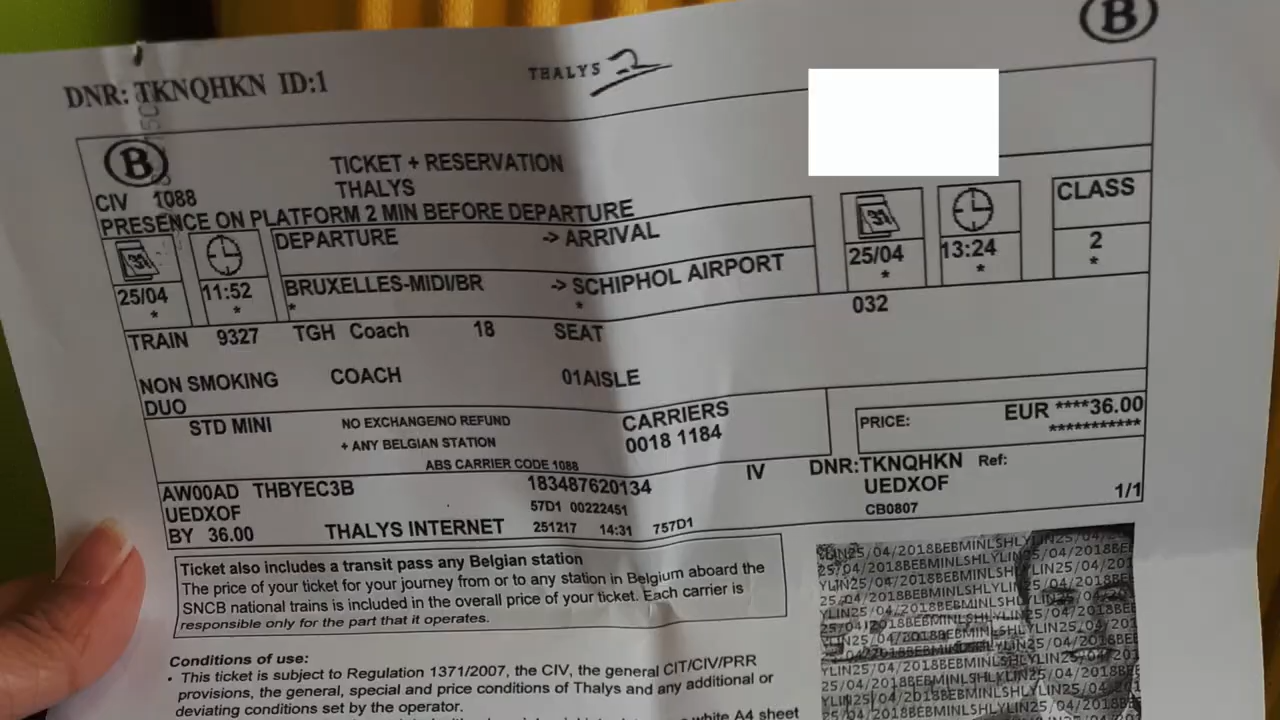 B
DNR: TKNQHKN ID:1
THALYS 2
B
TICKET + RESERVATION
CIV 1088
THALYS
PRESENCE ON PLATFORM 2 MIN BEFORE DEPARTURE
DEPARTURE -> ARRIVAL
CLASS
25/04 11:52 BRUXELLES-MIDI/BR -> SCHIPHOL AIRPORT 25/04 13:24 2
* * * * * * *
TRAIN 9327 TGH Coach 18 SEAT 032
NON SMOKING COACH 01AISLE
DUO
STD MINI NO EXCHANGE/NO REFUND CARRIERS
+ ANY BELGIAN STATION 0018 1184
PRICE: EUR ****36.00
***********
ABS CARRIER CODE 1088
AW00AD THBYEC3B 183487620134 IV DNR:TKNQHKN Ref:
UEDXOF 57D1 00222451 UEDXOF
BY 36.00 THALYS INTERNET 251217 14:31 757D1 CB0807 1/1
Ticket also includes a transit pass any Belgian station
The price of your ticket for your journey from or to any station in Belgium aboard the
SNCB national trains is included in the overall price of your ticket. Each carrier is
responsible only for the part that it operates.
Conditions of use:
• This ticket is subject to Regulation 1371/2007, the CIV, the general CIT/CIV/PRR
provisions, the general, special and price conditions of Thalys and any additional or
deviating conditions set by the operator.
white A4 sheet